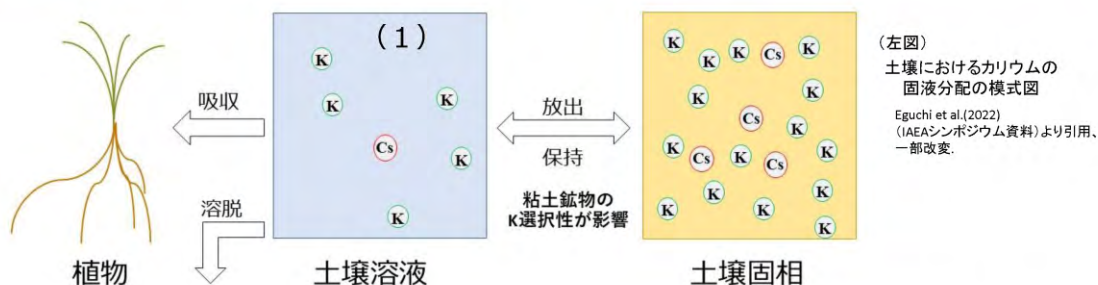 (1)
K
K
K
Cs
K
K
吸収
溶脱
放出
保持
粘土鉱物の
K選択性が影響
K
K
K
Cs
K
K
Cs
K
K
Cs
K
Cs
K
K
K
K
K
K
植物
土壌溶液
土壌固相
(左図)
土壌におけるカリウムの
固液分配の模式図
Eguchi et al.(2022)
(IAEAシンポジウム資料)より引用、
一部改変.